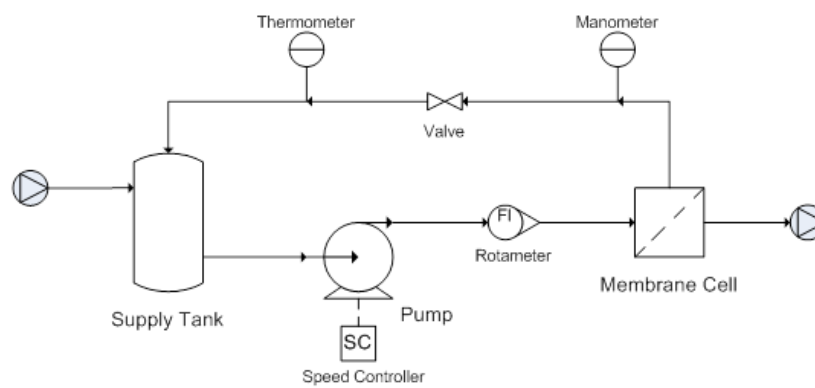 Thermometer
Manometer
Valve
FI
Rotameter
Membrane Cell
Supply Tank
Pump
SC
Speed Controller